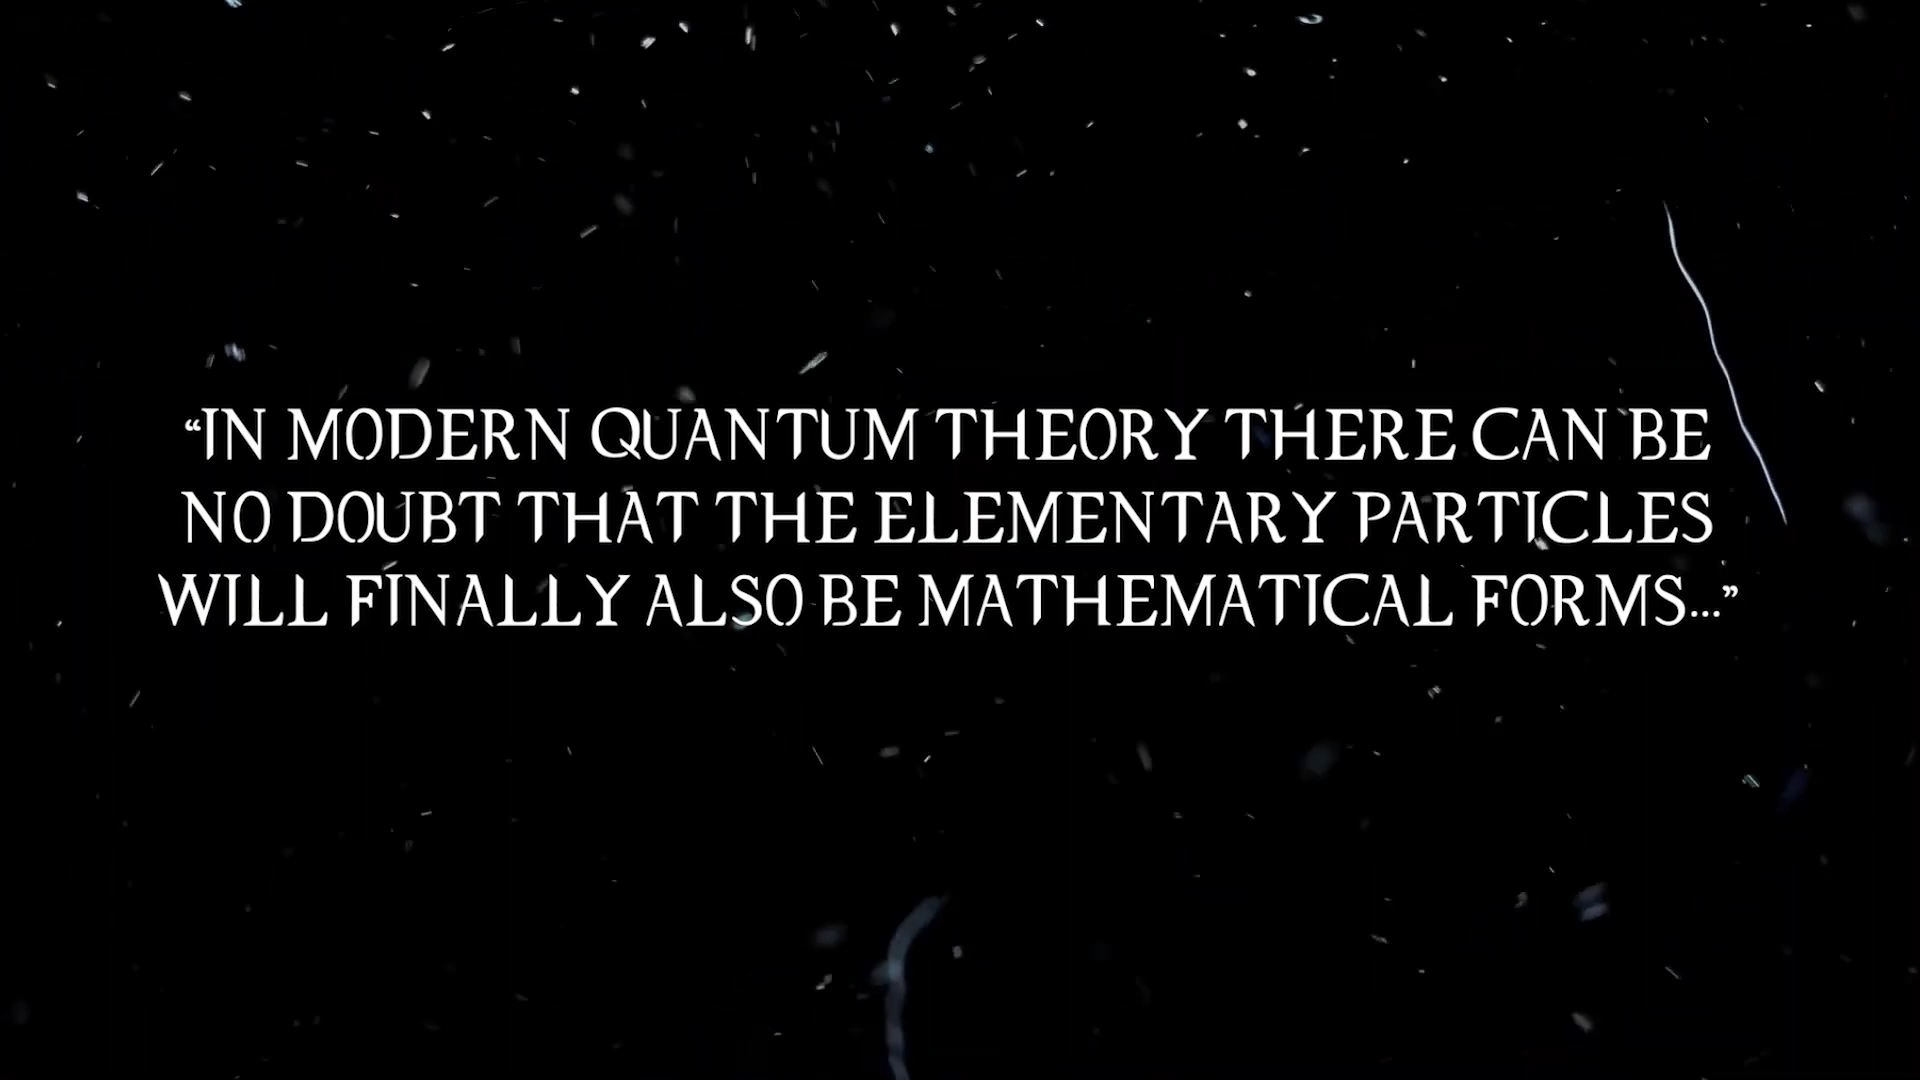 “IN MODERN QUANTUM THEORY THERE CAN BE
NO DOUBT THAT THE ELEMENTARY PARTICLES
WILL FINALLY ALSO BE MATHEMATICAL FORMS...”